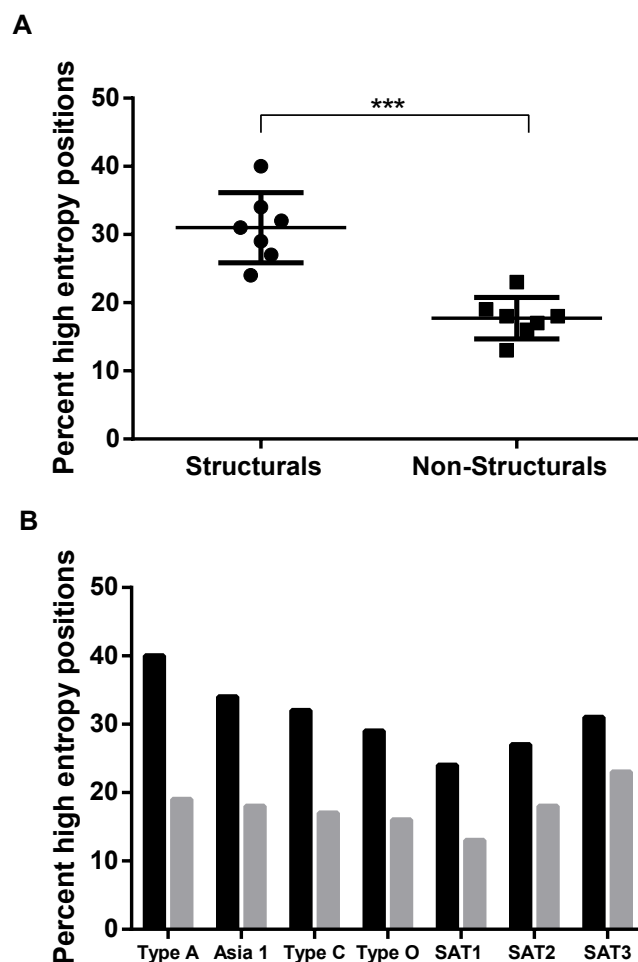 A
Percent high entropy positions
50
40
30
20
10
0
***
Structurals
Non-Structurals
B
Percent high entropy positions
50
40
30
20
10
0
Type A
Asia 1
Type C
Type O
SAT1
SAT2
SAT3